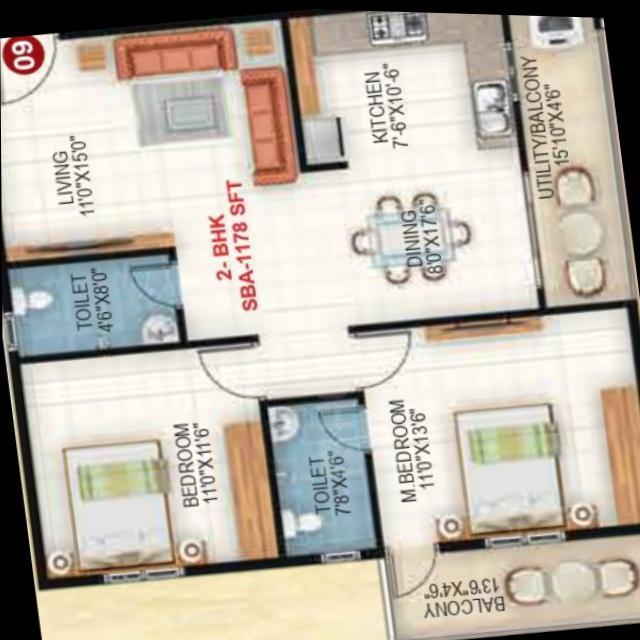 09
LIVING
11'0"X15'0"
KITCHEN
7'-6"X10'-6"
UTILITY/BALCONY
15'10"X4'6"
2- BHK
SBA-1178 SFT
DINING
8'0"X17'6"
TOILET
4'6"X8'0"
BEDROOM
11'0"X11'6"
TOILET
7'8"X4'6"
M.BEDROOM
11'0"X13'6"
BALCONY
13'6"X4'6"